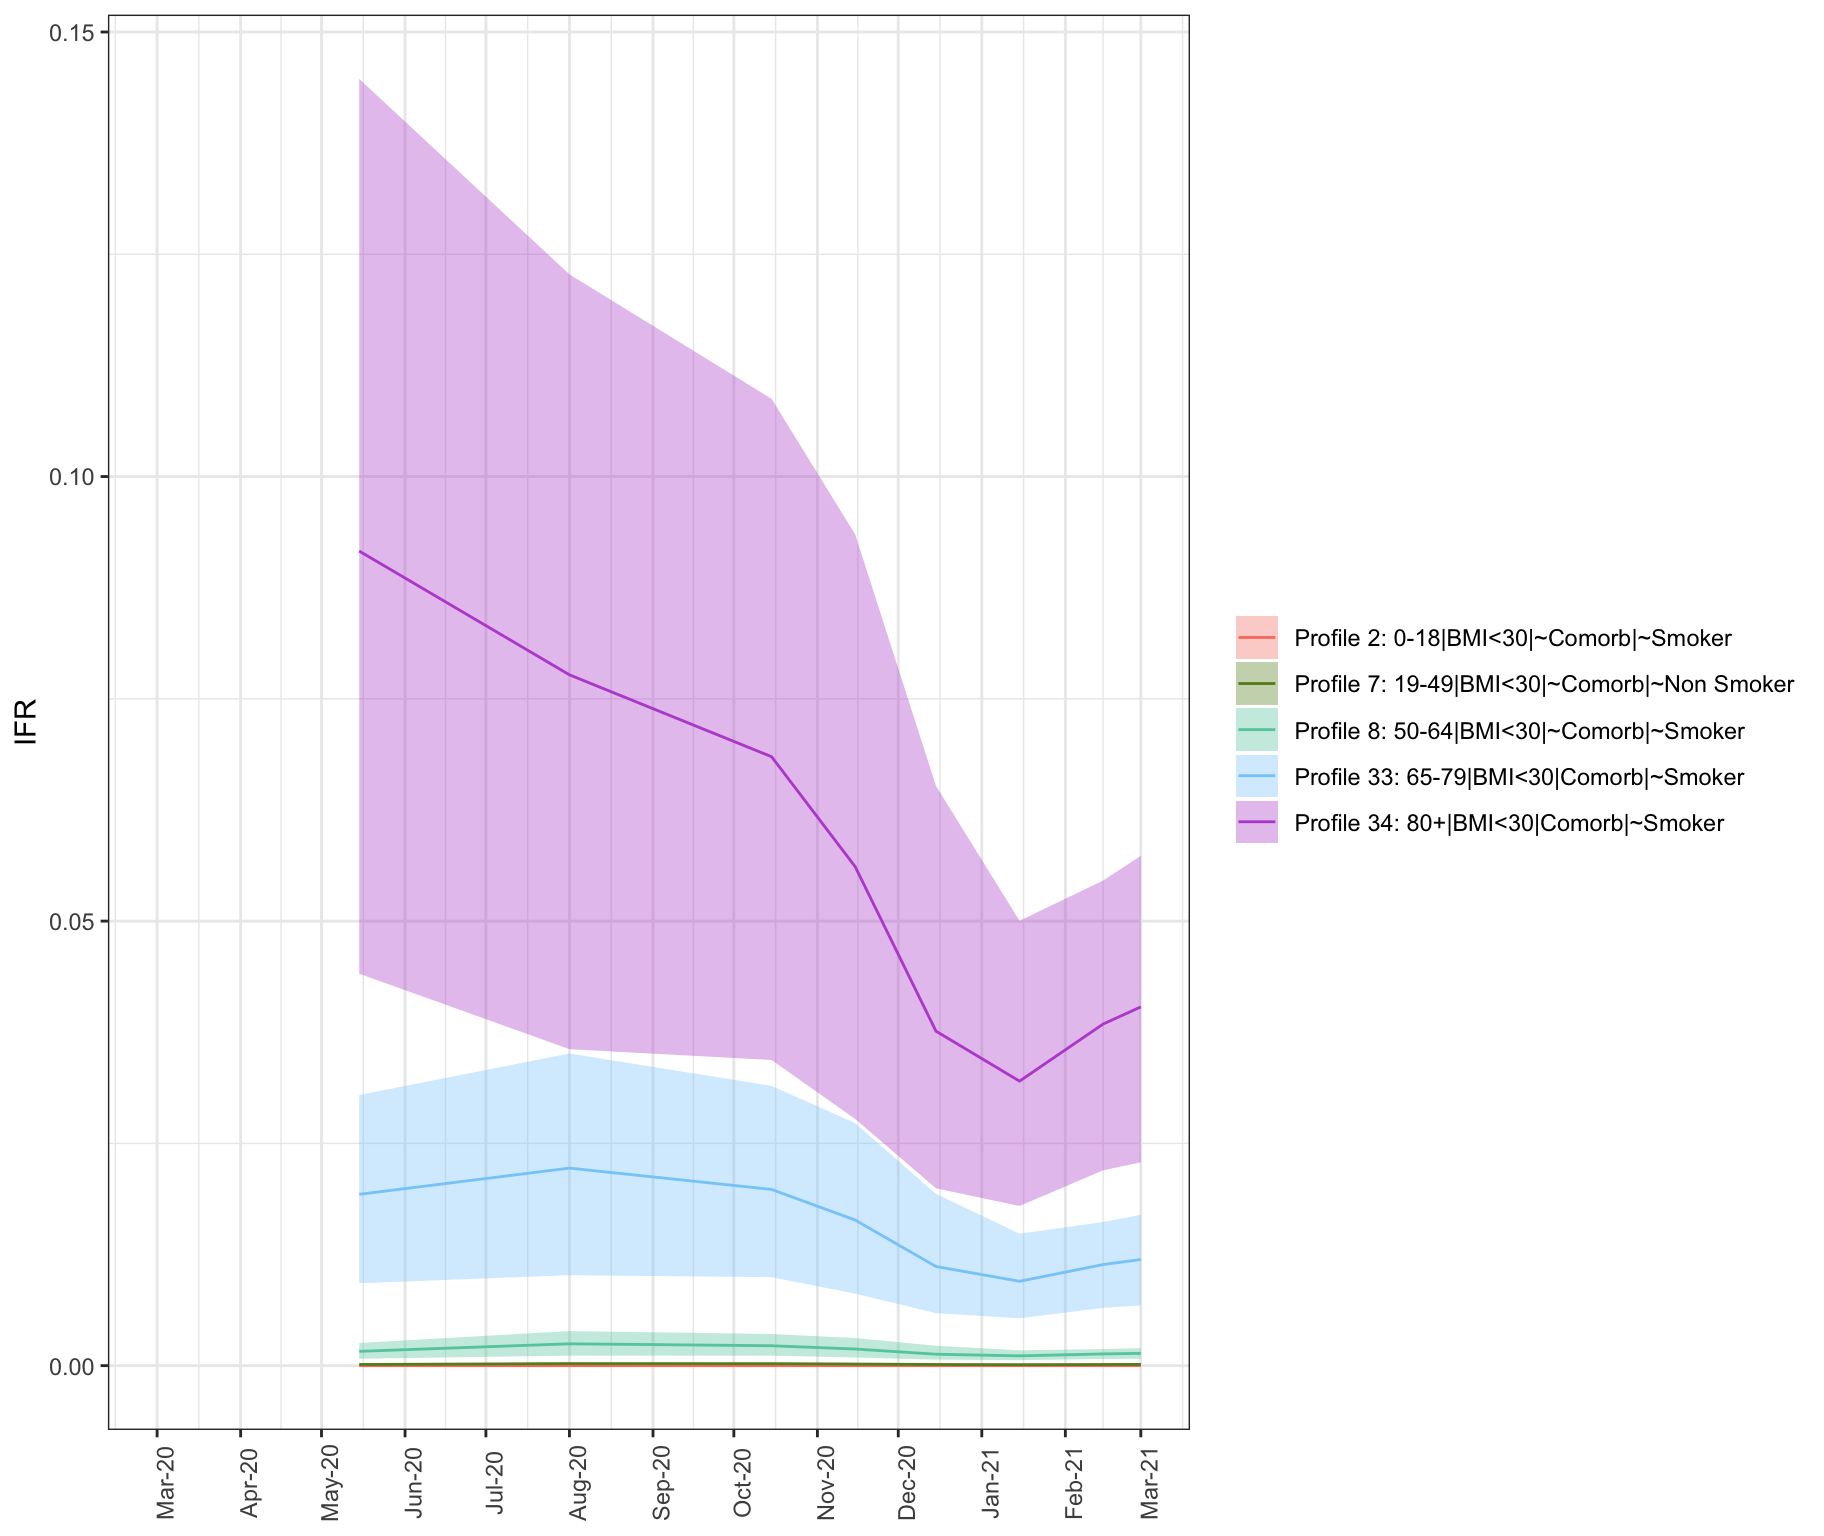 0.15
0.10
0.05
0.00
IFR
Mar-20
Apr-20
May-20
Jun-20
Jul-20
Aug-20
Sep-20
Oct-20
Nov-20
Dec-20
Jan-21
Feb-21
Mar-21
Profile 2: 0-18|BMI<30|~Comorb|~Smoker
Profile 7: 19-49|BMI<30|~Comorb|~Non Smoker
Profile 8: 50-64|BMI<30|~Comorb|~Smoker
Profile 33: 65-79|BMI<30|Comorb|~Smoker
Profile 34: 80+|BMI<30|Comorb|~Smoker